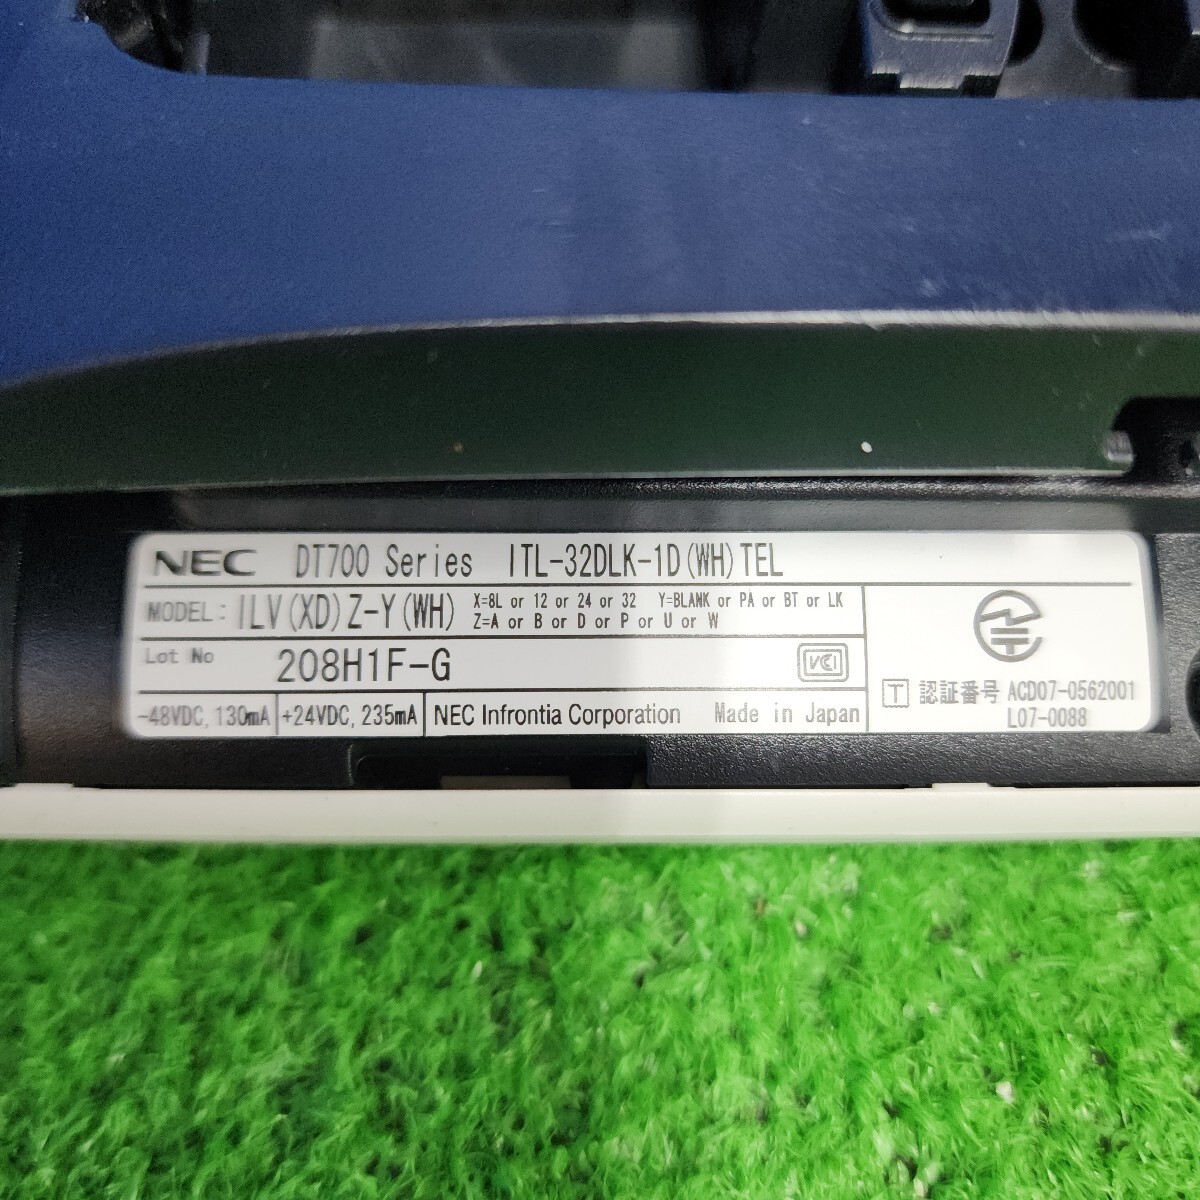 NEC DT700 Series ITL-32DLK-1D(WH)TEL
MODEL: ILV(XD)Z-Y(WH) X=8L or 12 or 24 or 32 Y=BLANK or PA or BT or LK
Z=A or B or D or P or U or W
Lot No 208H1F-G VCI
-48VDC, 130mA +24VDC, 235mA NEC Infrontia Corporation Made in Japan
T 認証番号 ACD07-0562001
L07-0088